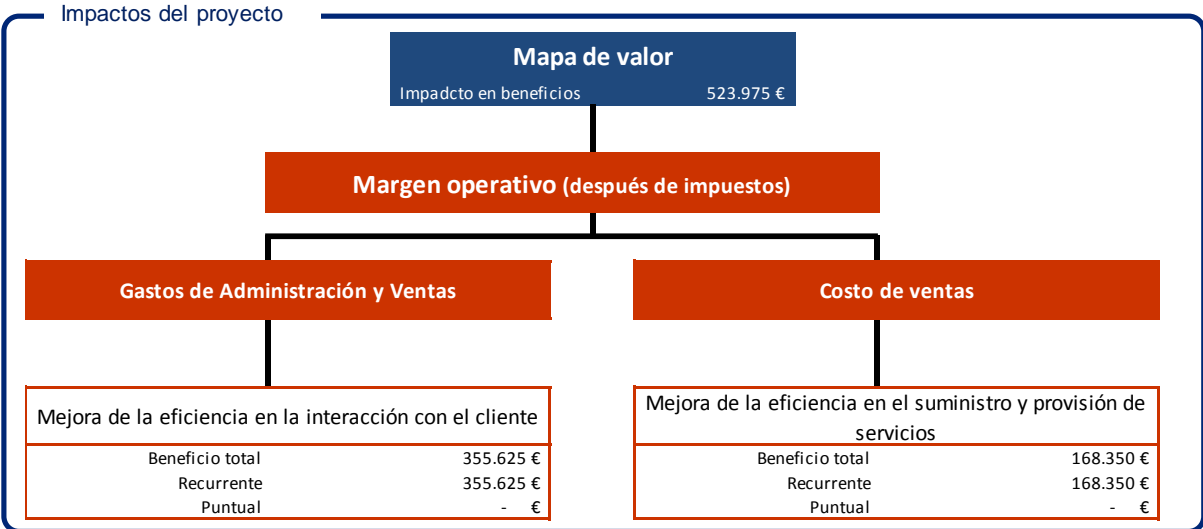 Impactos del proyecto
Mapa de valor
Impadcto en beneficios 523.975 €
Margen operativo (después de impuestos)
Gastos de Administración y Ventas
Costo de ventas
Mejora de la eficiencia en la interacción con el cliente
Beneficio total 355.625 €
Recurrente 355.625 €
Puntual - €
Mejora de la eficiencia en el suministro y provisión de
servicios
Beneficio total 168.350 €
Recurrente 168.350 €
Puntual - €